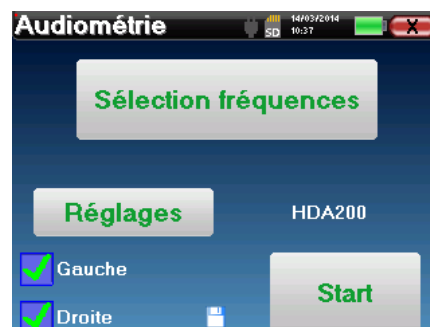 Audiométrie SD 14/03/2014 10:37 X
Sélection fréquences
Réglages HDA200
Gauche
Start
Droite